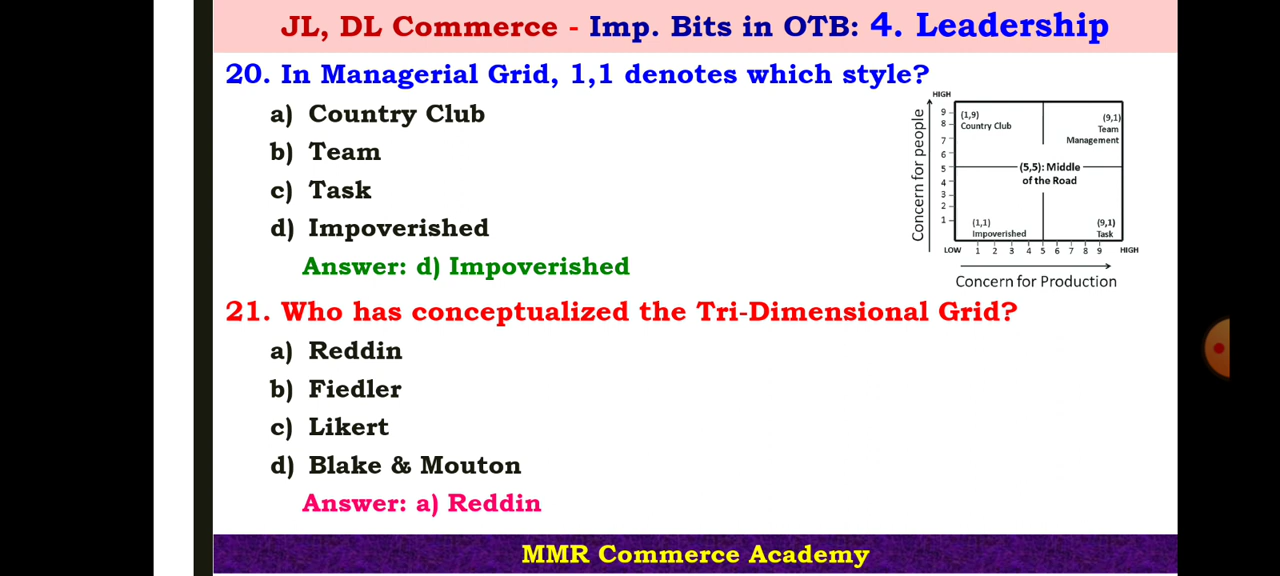 JL, DL Commerce - Imp. Bits in OTB: 4. Leadership
20. In Managerial Grid, 1,1 denotes which style?
a) Country Club
b) Team
c) Task
d) Impoverished
Answer: d) Impoverished
HIGH
Concern for people
9
8
7
6
5
4
3
2
1
(1,9)
Country Club
(9,1)
Team
Management
(5,5): Middle
of the Road
(1,1)
Impoverished
(9,1)
Task
LOW 1 2 3 4 5 6 7 8 9 HIGH
Concern for Production
21. Who has conceptualized the Tri-Dimensional Grid?
a) Reddin
b) Fiedler
c) Likert
d) Blake & Mouton
Answer: a) Reddin
MMR Commerce Academy